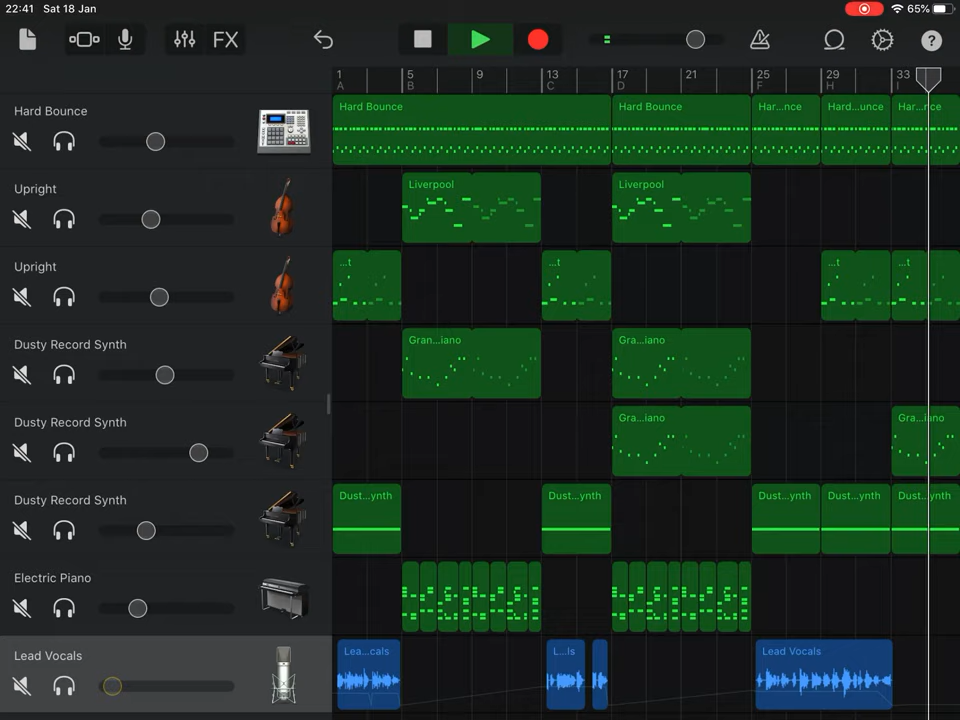 22:41 Sat 18 Jan 65%
FX ?
1 5 9 13 17 21 25 29 33
A B C D F H I
Hard Bounce
Hard Bounce Hard Bounce Har...nce Hard...unce Har...nce
Upright
Liverpool Liverpool
Upright
...t ...t ...t ...t
Dusty Record Synth
Gran...iano Gra...iano
Dusty Record Synth
Gra...iano Gra...iano
Dusty Record Synth
Dust...ynth Dust...ynth Dust...ynth Dust...ynth Dust...ynth
Electric Piano
Lead Vocals
Lea...cals L...ls Lead Vocals